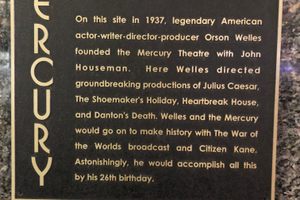 ERCURY
On this site in 1937, legendary American
actor-writer-director-producer Orson Welles
founded the Mercury Theatre with John
Houseman. Here Welles directed
groundbreaking productions of Julius Caesar,
The Shoemaker's Holiday, Heartbreak House,
and Danton's Death. Welles and the Mercury
would go on to make history with The War of
the Worlds broadcast and Citizen Kane.
Astonishingly, he would accomplish all this
by his 26th birthday.